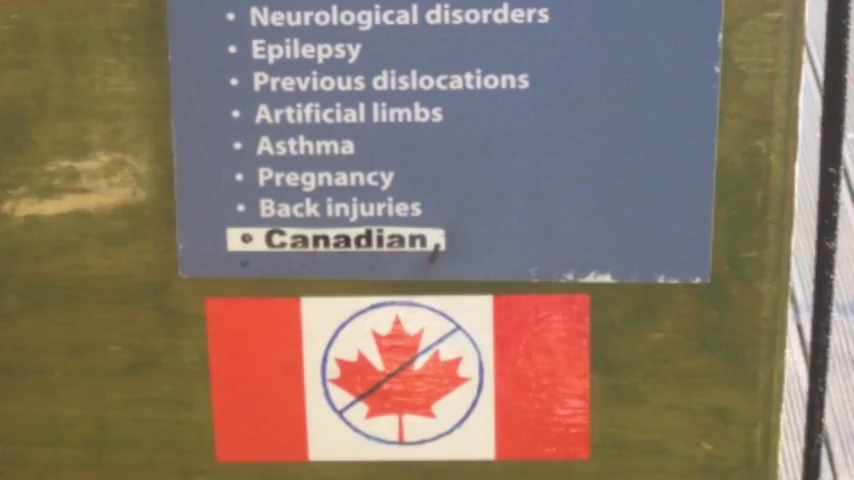 • Neurological disorders
• Epilepsy
• Previous dislocations
• Artificial limbs
• Asthma
• Pregnancy
• Back injuries
• Canadian,